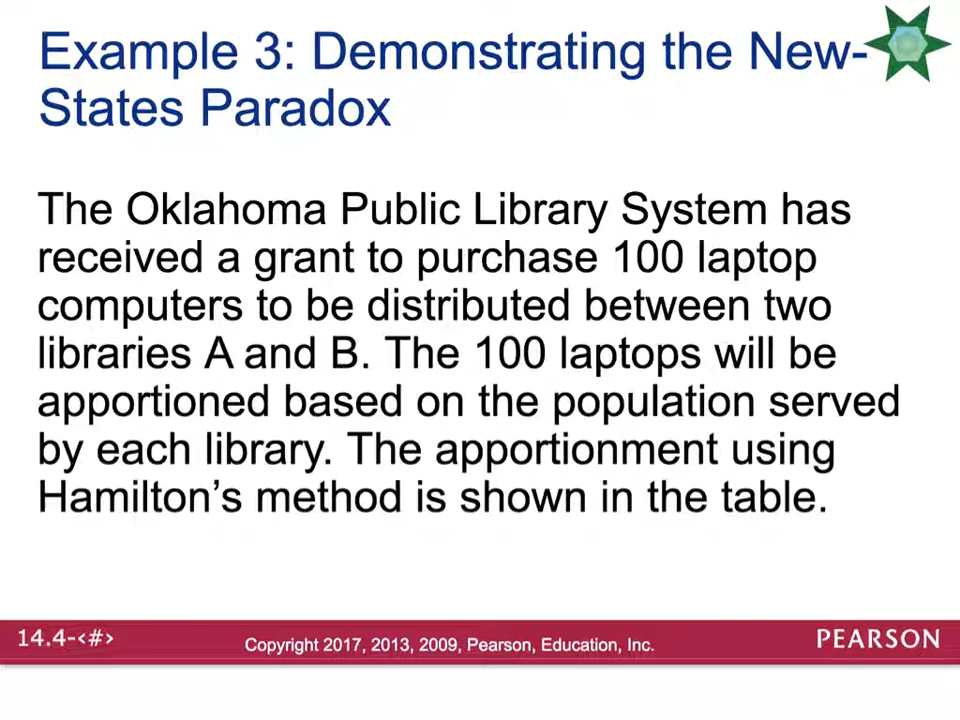 Example 3: Demonstrating the New-
States Paradox
The Oklahoma Public Library System has
received a grant to purchase 100 laptop
computers to be distributed between two
libraries A and B. The 100 laptops will be
apportioned based on the population served
by each library. The apportionment using
Hamilton’s method is shown in the table.
14.4-‹#›
Copyright 2017, 2013, 2009, Pearson, Education, Inc.
PEARSON